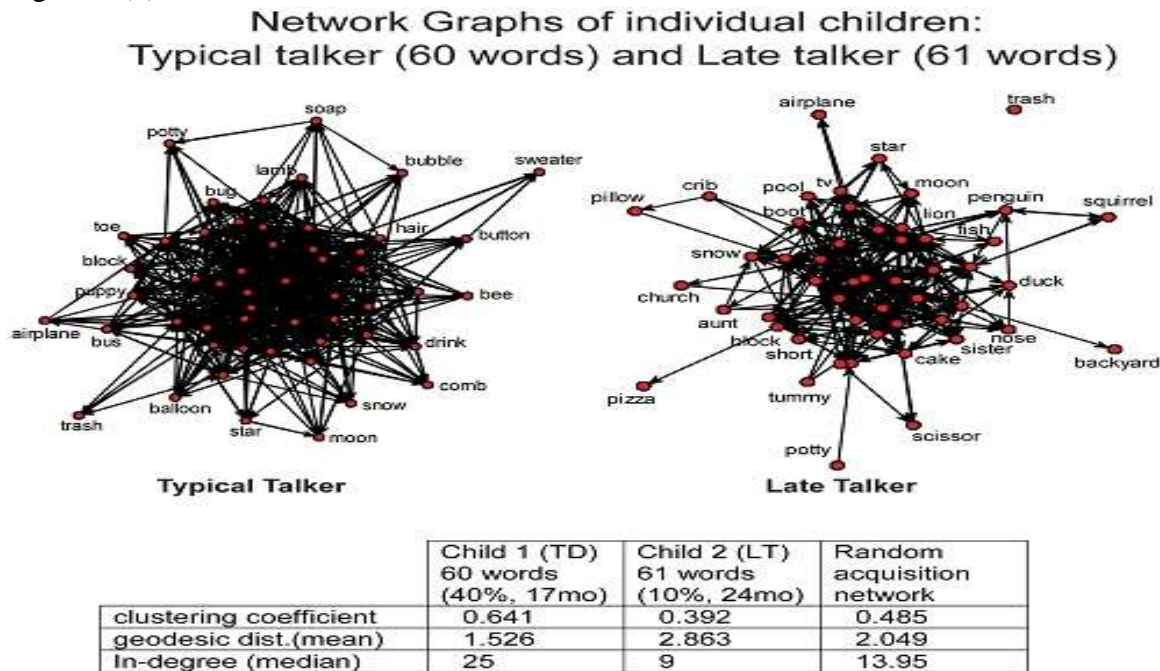 Network Graphs of individual children:
Typical talker (60 words) and Late talker (61 words)
soap
potty
lamb
bubble
sweater
bug
toe
hair
button
block
puppy
bee
airplane
bus
drink
comb
balloon
snow
trash
star
moon
Typical Talker
airplane
trash
star
crib
pool
tv
moon
penguin
pillow
boot
lion
squirrel
fish
snow
church
duck
aunt
block
short
cake
sister
nose
backyard
pizza
tummy
scissor
potty
Late Talker
Child 1 (TD) 60 words (40%, 17mo)
Child 2 (LT) 61 words (10%, 24mo)
Random acquisition network
clustering coefficient 0.641 0.392 0.485
geodesic dist.(mean) 1.526 2.863 2.049
In-degree (median) 25 9 13.95